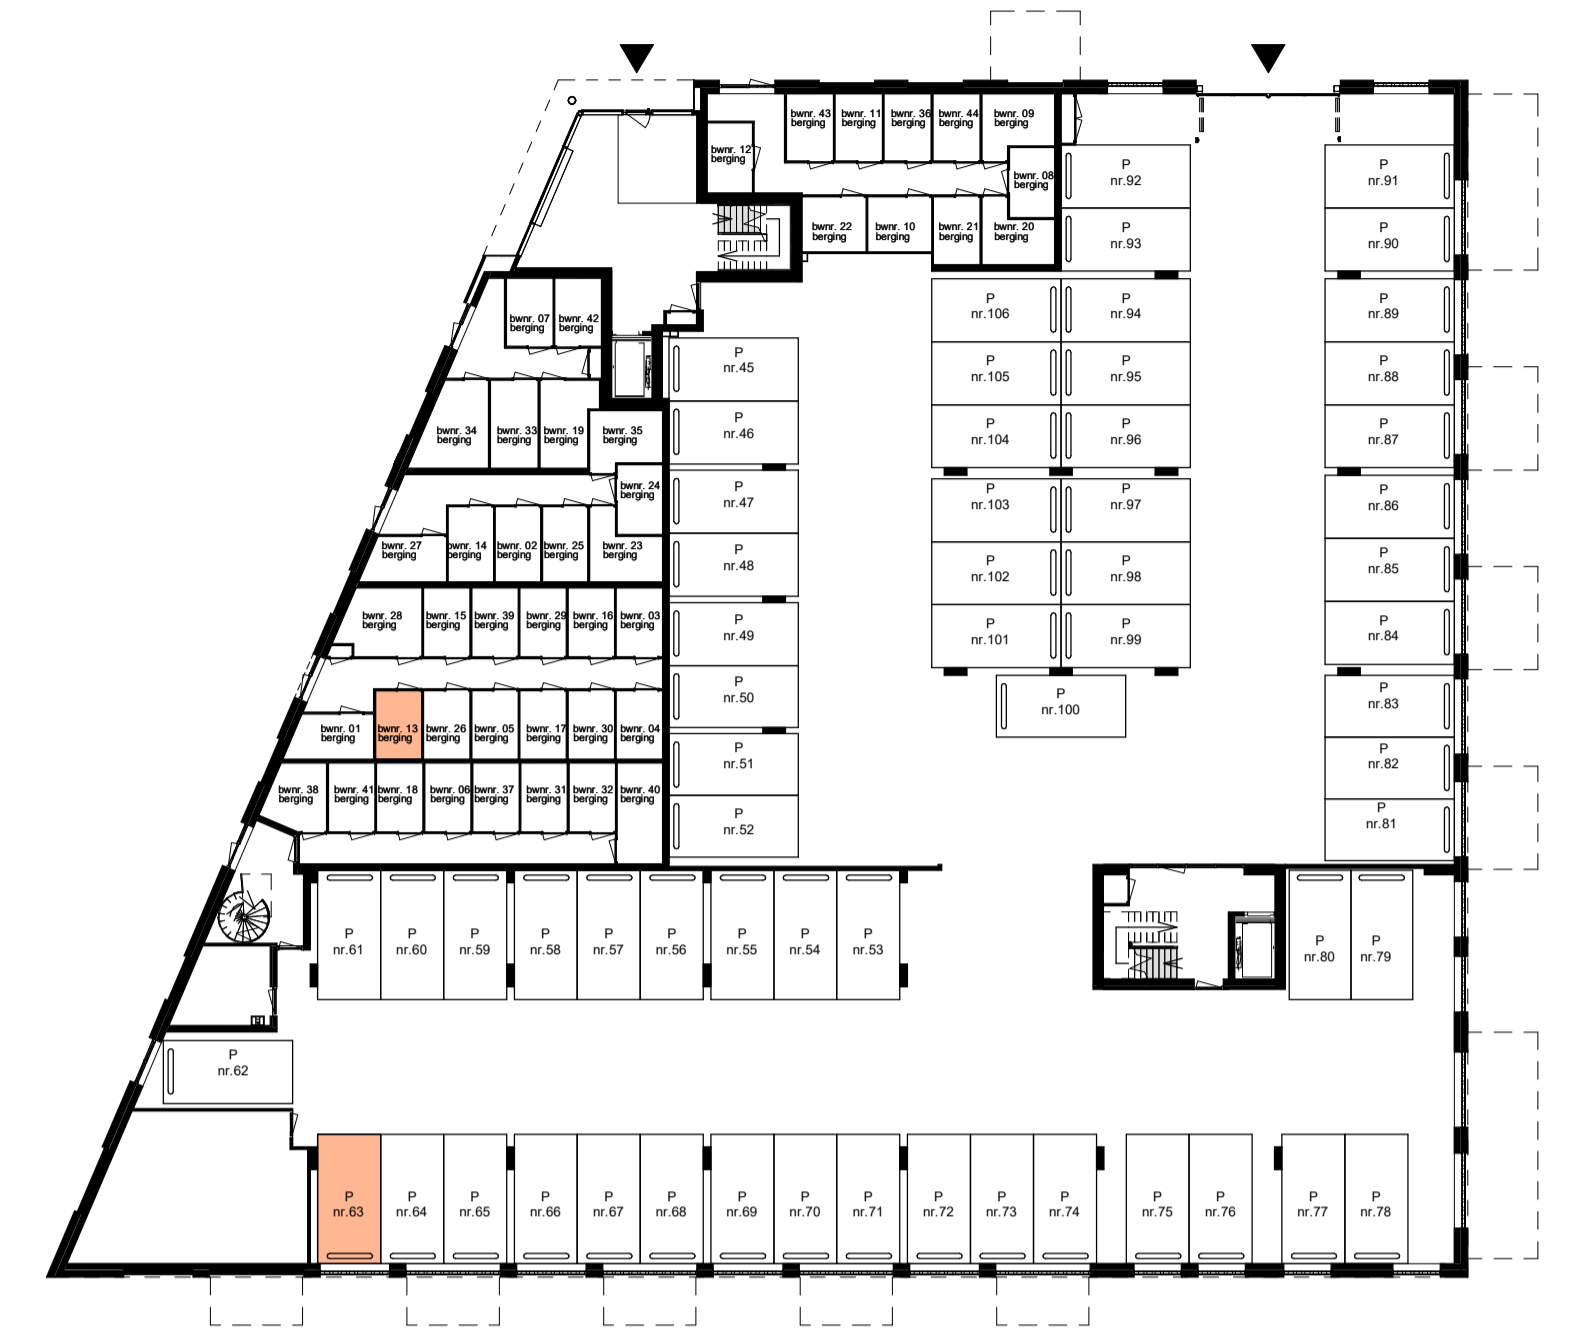 bwnr. 43
berging
bwnr. 11
berging
bwnr. 36
berging
bwnr. 44
berging
bwnr. 09
berging
bwnr. 12
berging
bwnr. 08
berging
bwnr. 22
berging
bwnr. 10
berging
bwnr. 21
berging
bwnr. 20
berging
P
nr.92
P
nr.91
P
nr.93
P
nr.90
bwnr. 07
berging
bwnr. 42
berging
P
nr.106
P
nr.94
P
nr.89
P
nr.45
P
nr.105
P
nr.95
P
nr.88
bwnr. 34
berging
bwnr. 33
berging
bwnr. 19
berging
bwnr. 35
berging
P
nr.46
P
nr.104
P
nr.96
P
nr.87
bwnr. 24
berging
P
nr.47
P
nr.103
P
nr.97
P
nr.86
bwnr. 27
berging
bwnr. 14
berging
bwnr. 02
berging
bwnr. 25
berging
bwnr. 23
berging
P
nr.48
P
nr.102
P
nr.98
P
nr.85
bwnr. 28
berging
bwnr. 15
berging
bwnr. 39
berging
bwnr. 29
berging
bwnr. 16
berging
bwnr. 03
berging
P
nr.49
P
nr.101
P
nr.99
P
nr.84
P
nr.50
P
nr.100
P
nr.83
bwnr. 01
berging
bwnr. 13
berging
bwnr. 26
berging
bwnr. 05
berging
bwnr. 17
berging
bwnr. 30
berging
bwnr. 04
berging
P
nr.51
P
nr.82
bwnr. 38
berging
bwnr. 41
berging
bwnr. 18
berging
bwnr. 06
berging
bwnr. 37
berging
bwnr. 31
berging
bwnr. 32
berging
bwnr. 40
berging
P
nr.52
P
nr.81
P
nr.61
P
nr.60
P
nr.59
P
nr.58
P
nr.57
P
nr.56
P
nr.55
P
nr.54
P
nr.53
P
nr.80
P
nr.79
P
nr.62
P
nr.63
P
nr.64
P
nr.65
P
nr.66
P
nr.67
P
nr.68
P
nr.69
P
nr.70
P
nr.71
P
nr.72
P
nr.73
P
nr.74
P
nr.75
P
nr.76
P
nr.77
P
nr.78